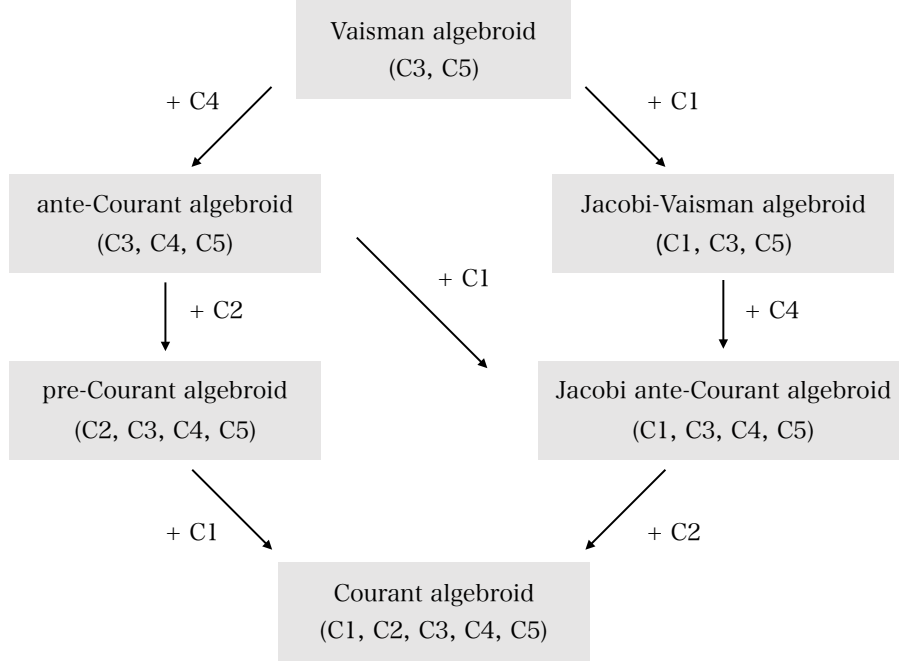 Vaisman algebroid
(C3, C5)
+ C4
+ C1
ante-Courant algebroid
(C3, C4, C5)
Jacobi-Vaisman algebroid
(C1, C3, C5)
+ C1
+ C2
+ C4
pre-Courant algebroid
(C2, C3, C4, C5)
Jacobi ante-Courant algebroid
(C1, C3, C4, C5)
+ C1
+ C2
Courant algebroid
(C1, C2, C3, C4, C5)